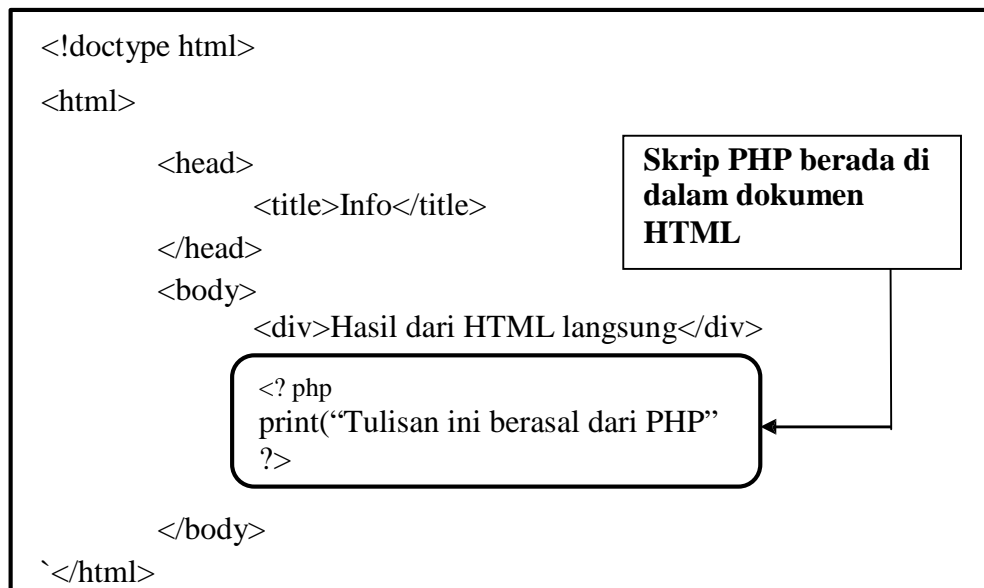 <!doctype html>
<html>
<head>
<title>Info</title>
</head>
<body>
<div>Hasil dari HTML langsung</div>
<? php
print(“Tulisan ini berasal dari PHP”
?>
</body>
`</html>
Skrip PHP berada di
dalam dokumen
HTML